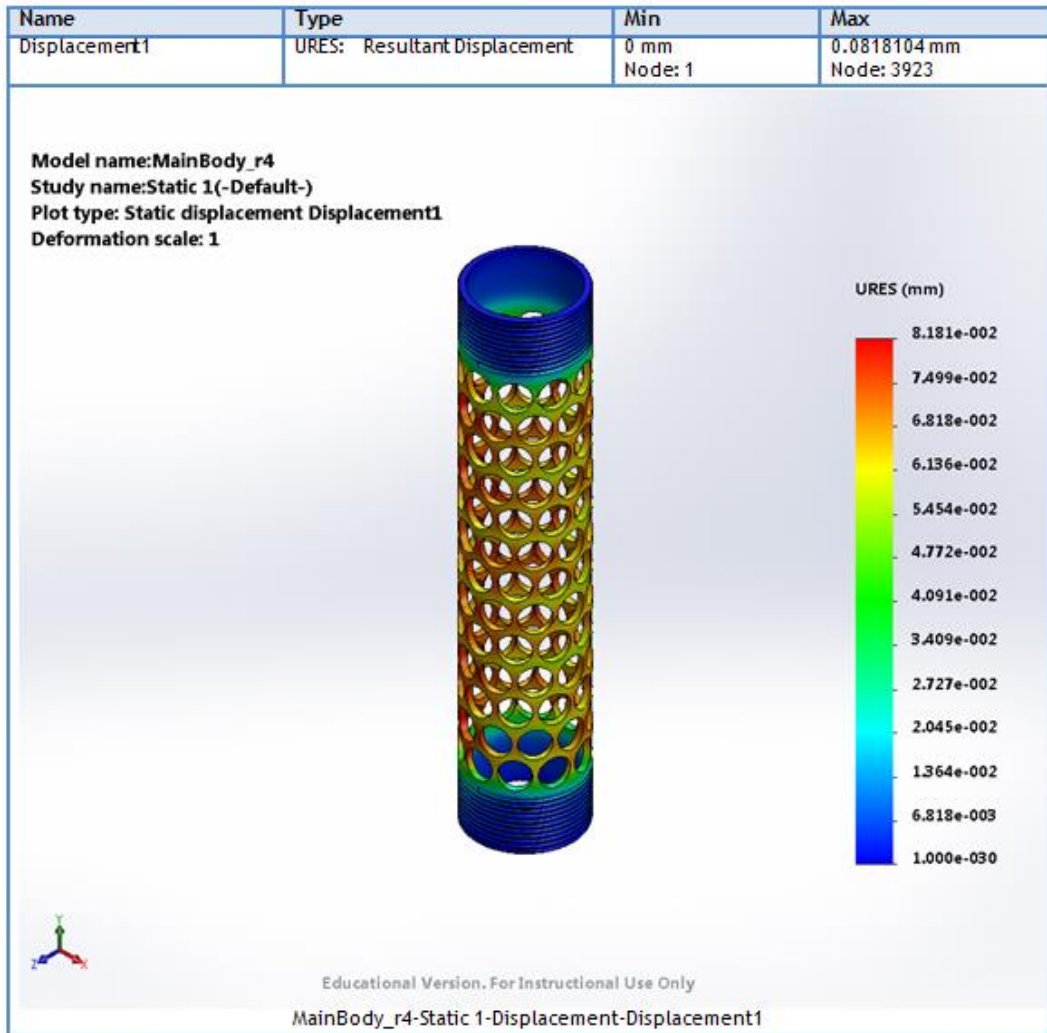 Name Type Min Max
Displacement1 URES: Resultant Displacement 0 mm 0.0818104 mm
Node: 1 Node: 3923
Model name:MainBody_r4
Study name:Static 1(-Default-)
Plot type: Static displacement Displacement1
Deformation scale: 1
URES (mm)
8.181e-002
7.499e-002
6.818e-002
6.136e-002
5.454e-002
4.772e-002
4.091e-002
3.409e-002
2.727e-002
2.045e-002
1.364e-002
6.818e-003
1.000e-030
Y
Z X
Educational Version. For Instructional Use Only
MainBody_r4-Static 1-Displacement-Displacement1